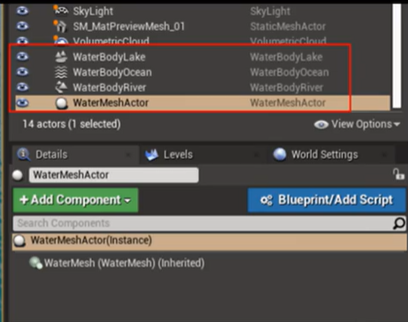 SkyLight SkyLight
SM_MatPreviewMesh_01 StaticMeshActor
VolumetricCloud VolumetricCloud
WaterBodyLake WaterBodyLake
WaterBodyOcean WaterBodyOcean
WaterBodyRiver WaterBodyRiver
WaterMeshActor WaterMeshActor
14 actors (1 selected) View Options
Details Levels World Settings
WaterMeshActor
+Add Component Blueprint/Add Script
Search Components
WaterMeshActor(Instance)
WaterMesh (WaterMesh) (Inherited)